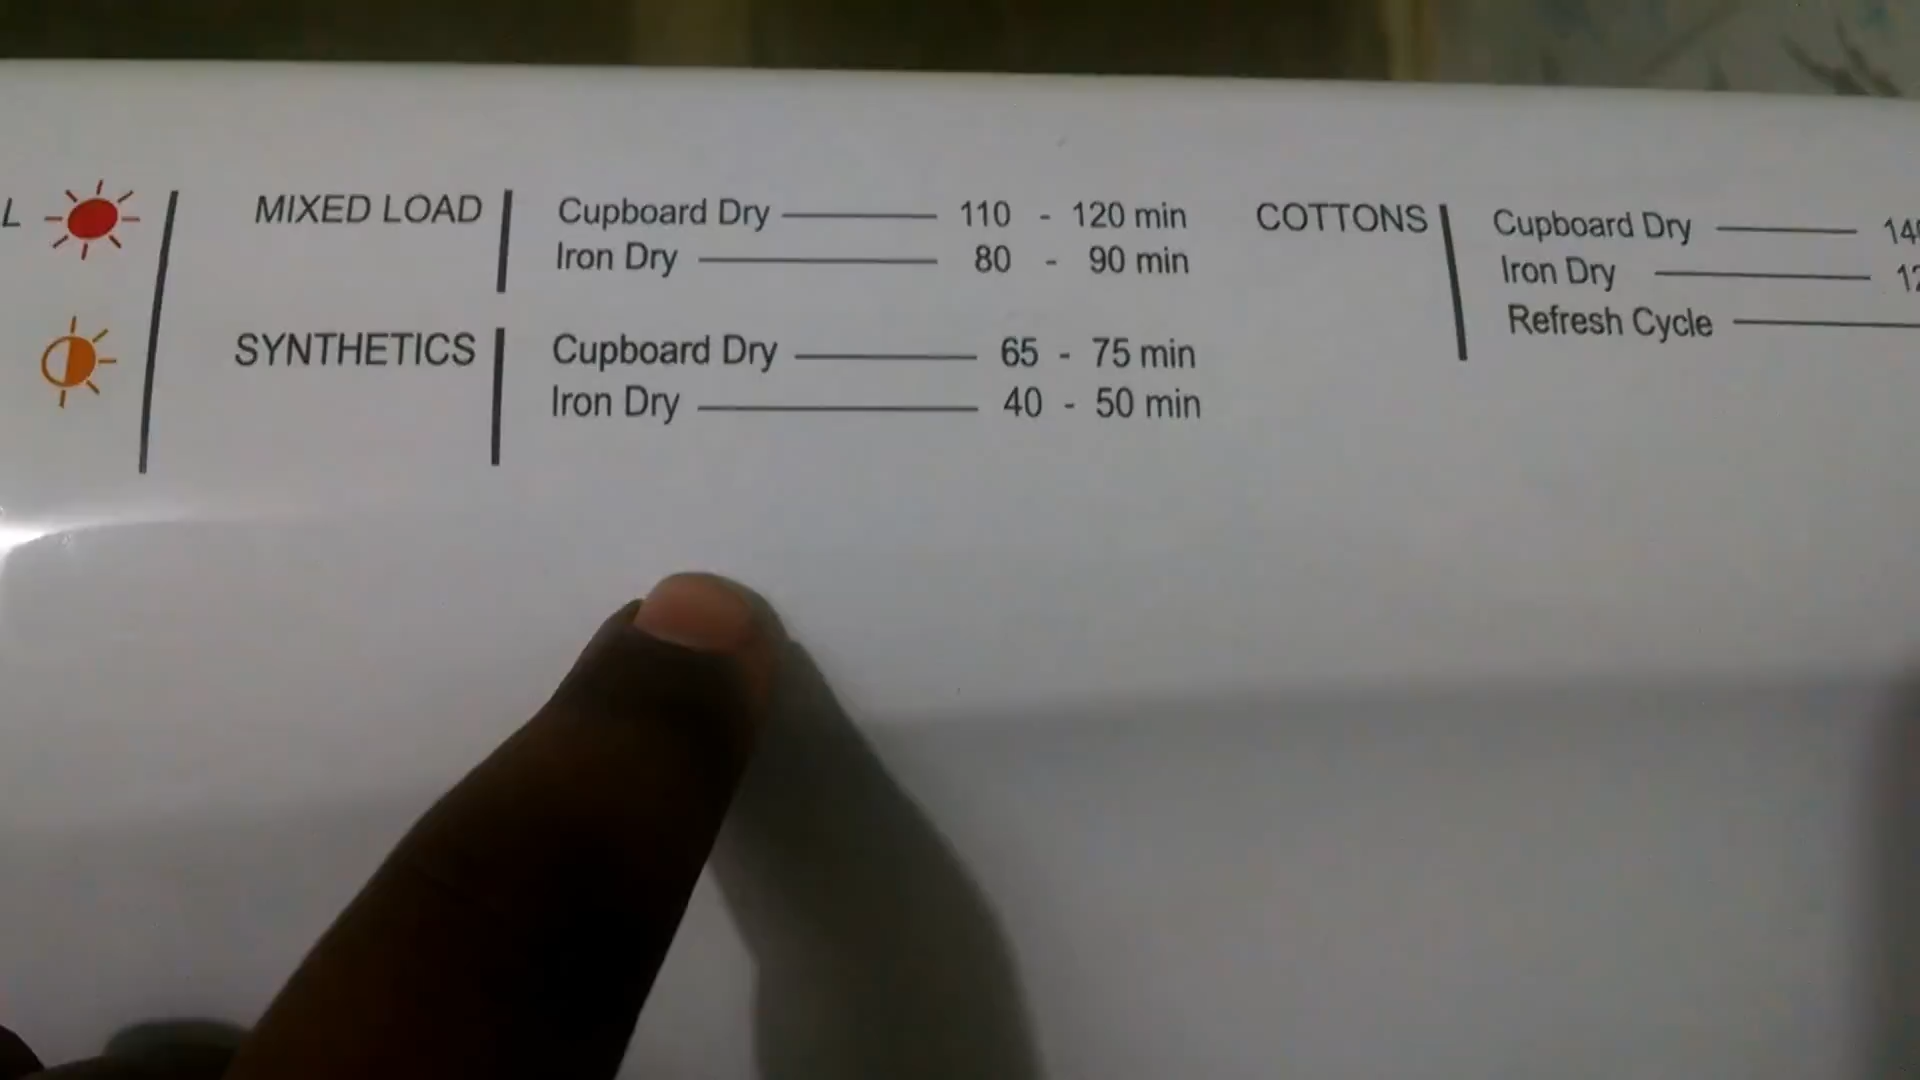 L
MIXED LOAD
Cupboard Dry 110 - 120 min
Iron Dry 80 - 90 min
SYNTHETICS
Cupboard Dry 65 - 75 min
Iron Dry 40 - 50 min
COTTONS
Cupboard Dry
Iron Dry
Refresh Cycle